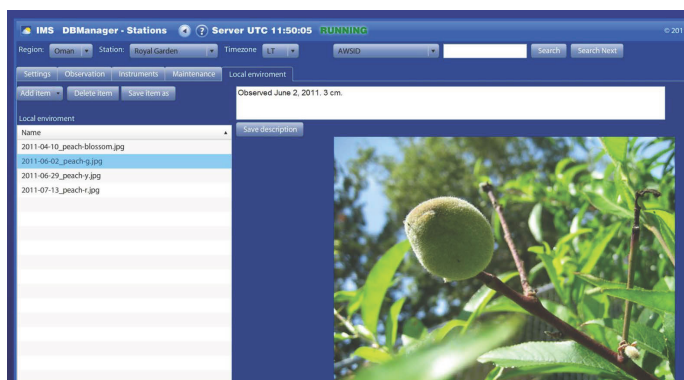 IMS DBManager - Stations ? Server UTC 11:50:05 RUNNING © 201
Region: Oman Station: Royal Garden Timezone LT AWSID Search Search Next
Settings Observation Instruments Maintenance Local enviroment
Add item Delete item Save item as
Observed June 2, 2011. 3 cm.
Local enviroment
Save description
Name
2011-04-10_peach-blossom.jpg
2011-06-02_peach-g.jpg
2011-06-29_peach-y.jpg
2011-07-13_peach-r.jpg